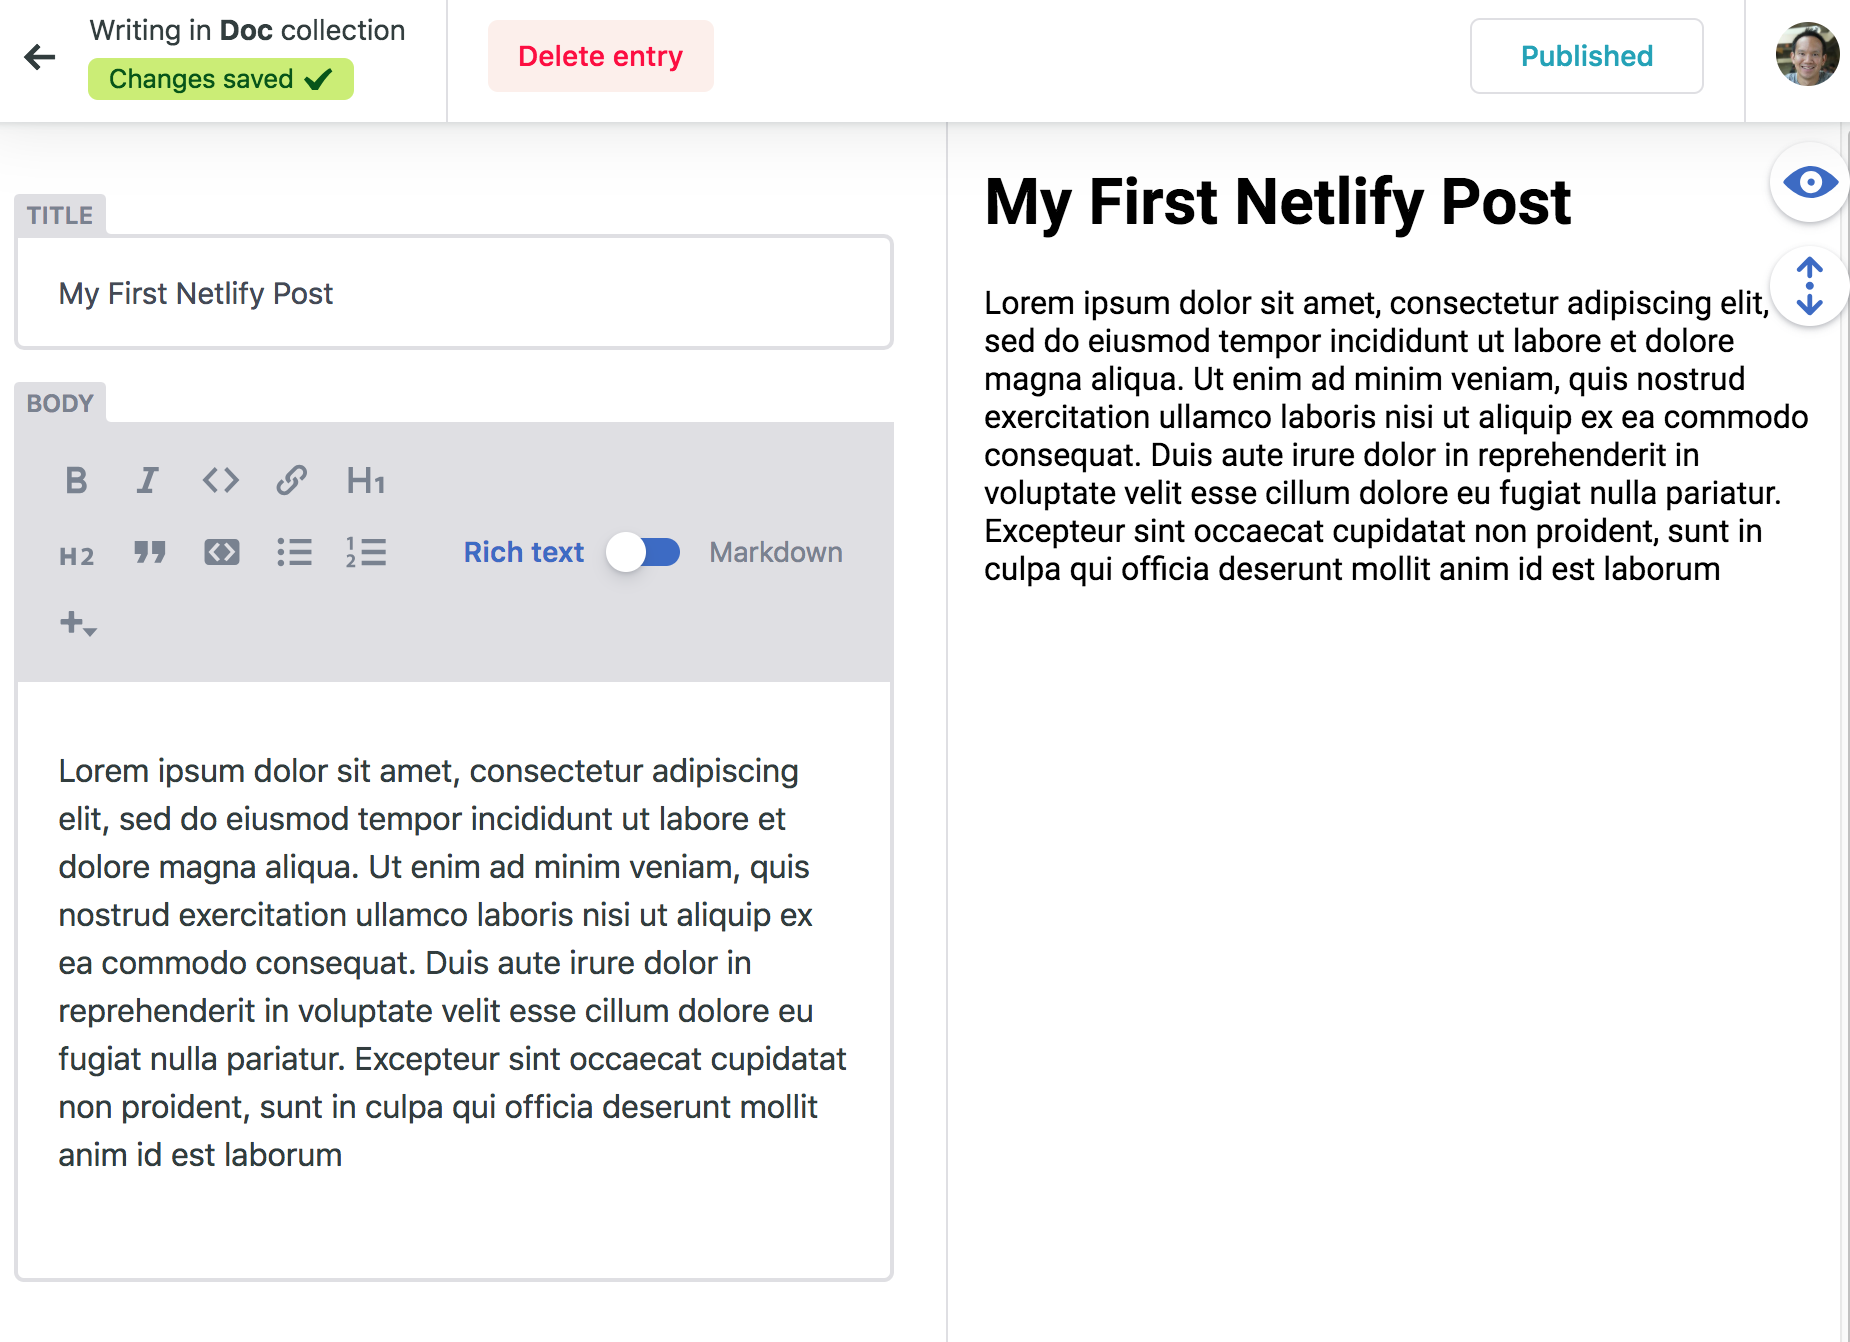 Writing in Doc collection
Changes saved
Delete entry
Published
TITLE
My First Netlify Post
BODY
B I H1
H2
Rich text Markdown
Lorem ipsum dolor sit amet, consectetur adipiscing
elit, sed do eiusmod tempor incididunt ut labore et
dolore magna aliqua. Ut enim ad minim veniam, quis
nostrud exercitation ullamco laboris nisi ut aliquip ex
ea commodo consequat. Duis aute irure dolor in
reprehenderit in voluptate velit esse cillum dolore eu
fugiat nulla pariatur. Excepteur sint occaecat cupidatat
non proident, sunt in culpa qui officia deserunt mollit
anim id est laborum
My First Netlify Post
Lorem ipsum dolor sit amet, consectetur adipiscing elit,
sed do eiusmod tempor incididunt ut labore et dolore
magna aliqua. Ut enim ad minim veniam, quis nostrud
exercitation ullamco laboris nisi ut aliquip ex ea commodo
consequat. Duis aute irure dolor in reprehenderit in
voluptate velit esse cillum dolore eu fugiat nulla pariatur.
Excepteur sint occaecat cupidatat non proident, sunt in
culpa qui officia deserunt mollit anim id est laborum